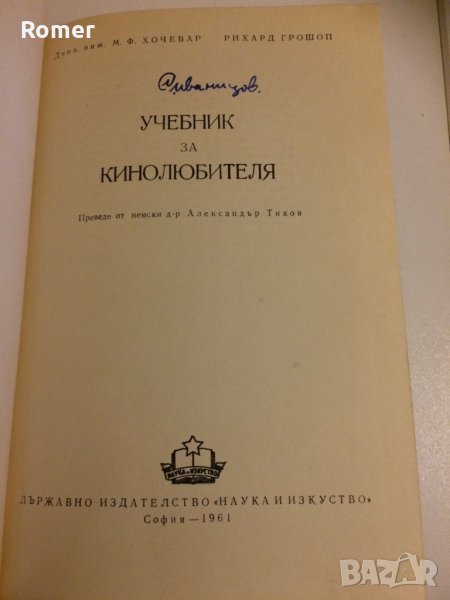 Romer
Дипл. инж. М. Ф. ХОЧЕВАР РИХАРД ГРОШОП
УЧЕБНИК
ЗА
КИНОЛЮБИТЕЛЯ
Преведе от немски д-р Александър Тихов
НАУКА И ИЗКУСТВО
ДЪРЖАВНО ИЗДАТЕЛСТВО «НАУКА И ИЗКУСТВО»
София — 1961
BAZAR